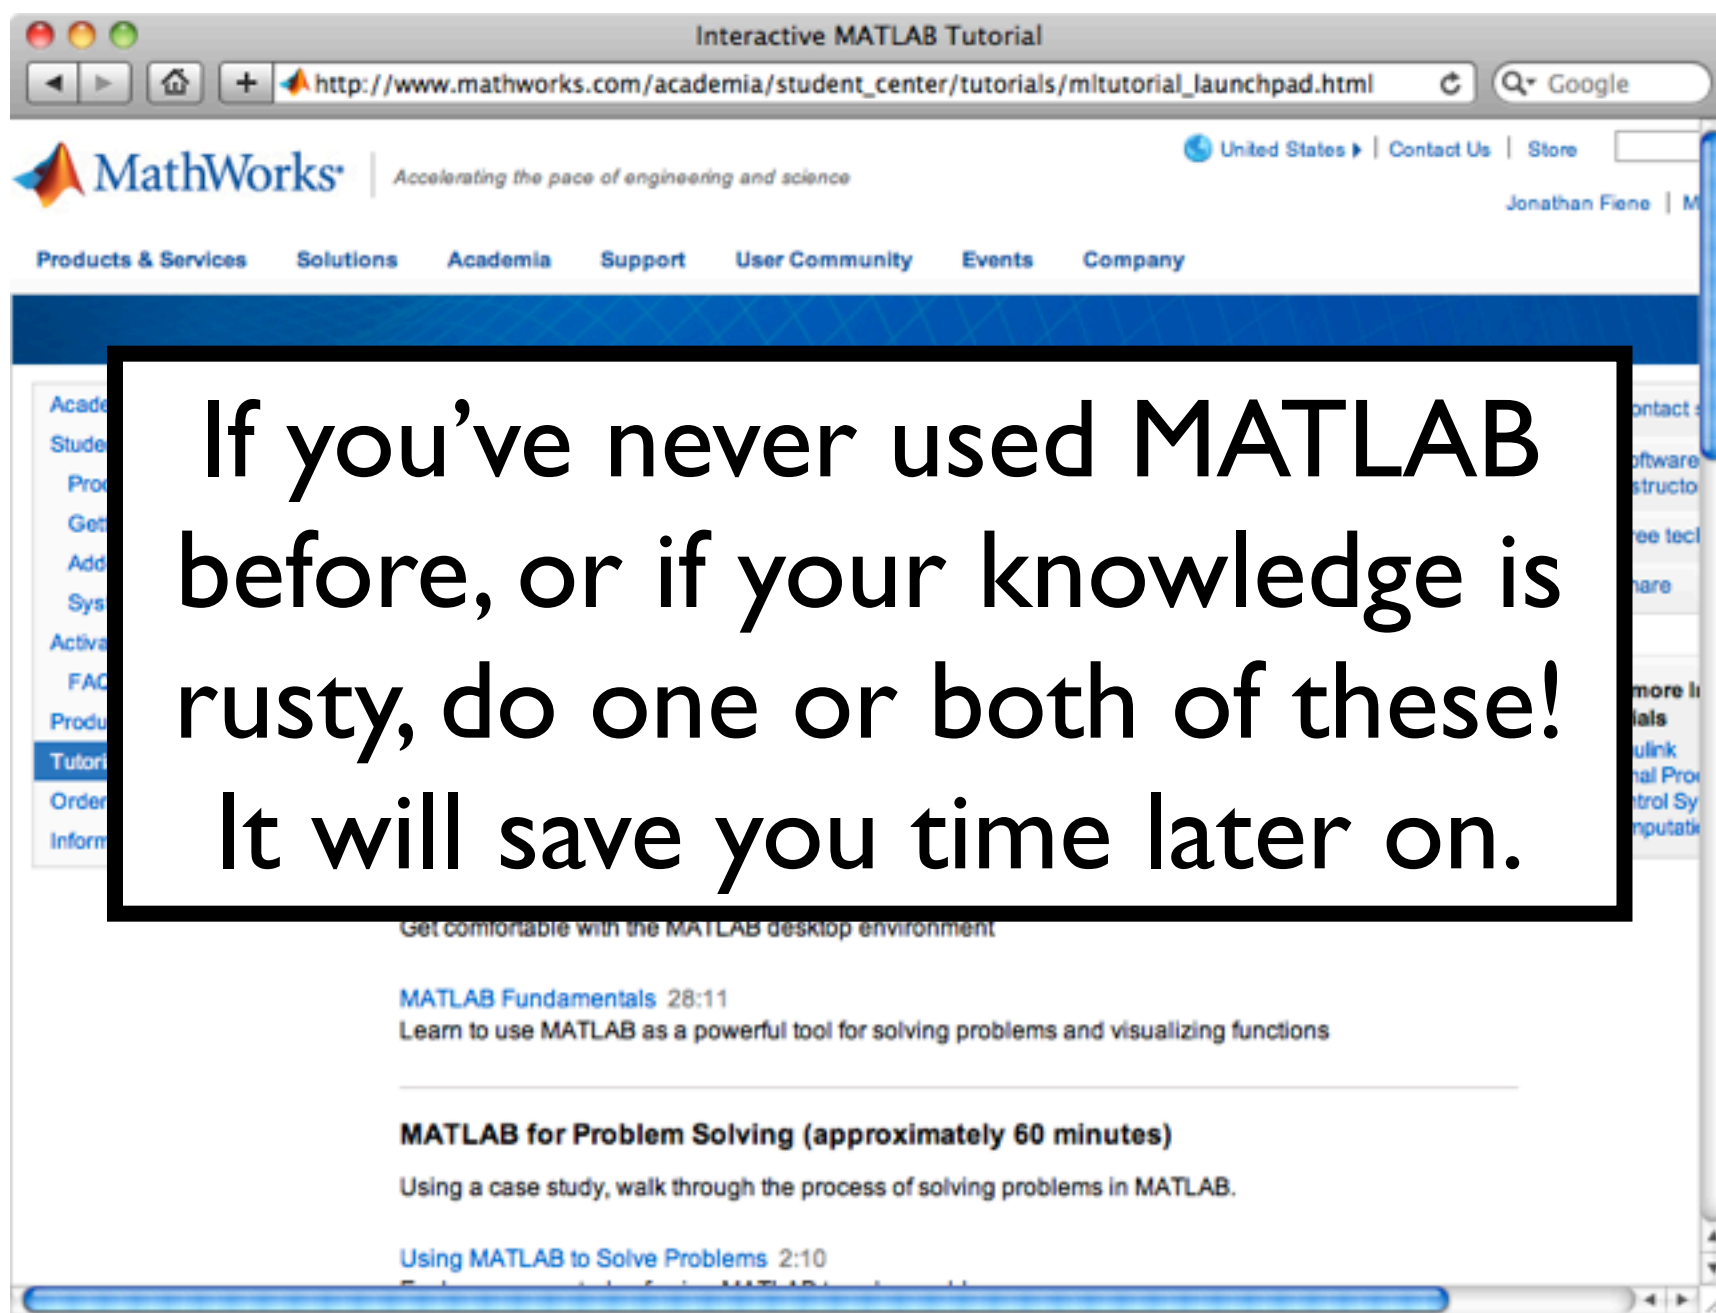 Interactive MATLAB Tutorial
http://www.mathworks.com/academia/student_center/tutorials/mltutorial_launchpad.html
Google
MathWorks
Accelerating the pace of engineering and science
United States | Contact Us | Store
Jonathan Fiene |
Products & Services Solutions Academia Support User Community Events Company
If you've never used MATLAB
before, or if your knowledge is
rusty, do one or both of these!
It will save you time later on.
Get comfortable with the MATLAB desktop environment
MATLAB Fundamentals 28:11
Learn to use MATLAB as a powerful tool for solving problems and visualizing functions
MATLAB for Problem Solving (approximately 60 minutes)
Using a case study, walk through the process of solving problems in MATLAB.
Using MATLAB to Solve Problems 2:10